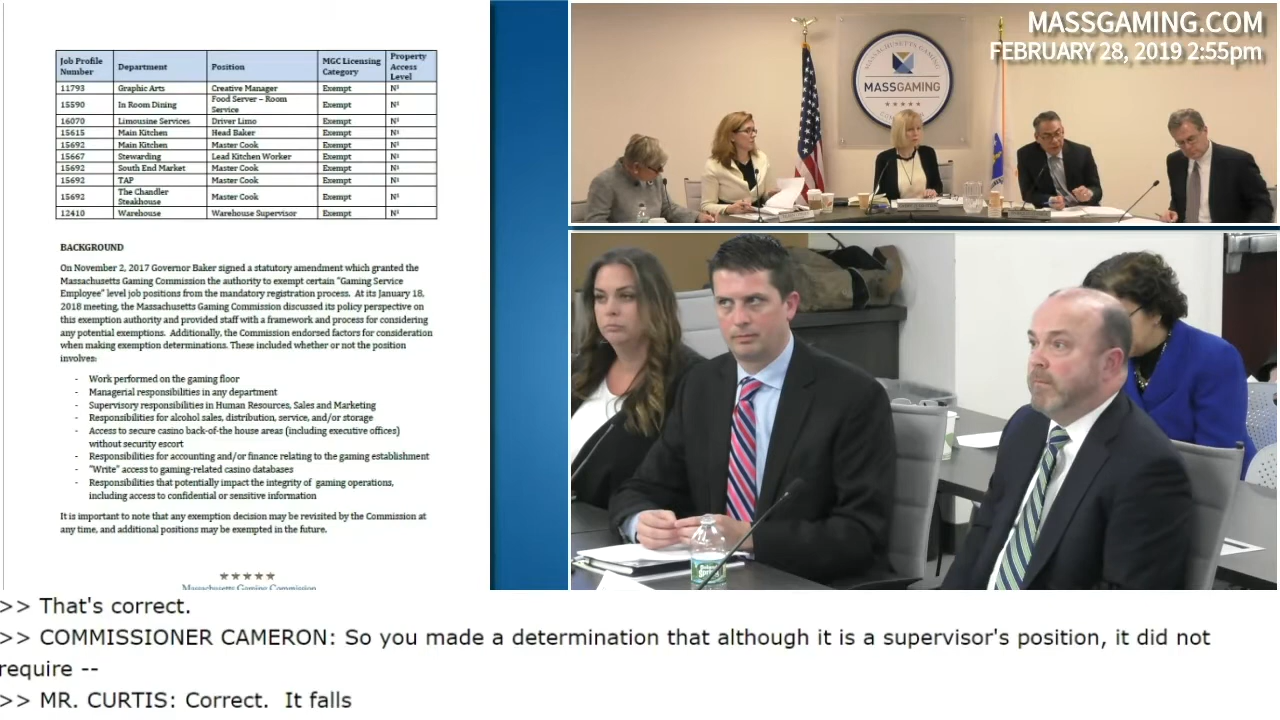 Job Profile Number Department Position MGC Licensing Category Property Access Level
11793 Graphic Arts Creative Manager Exempt N¹
15590 In Room Dining Food Server – Room Service Exempt N¹
16070 Limousine Services Driver Limo Exempt N¹
15615 Main Kitchen Head Baker Exempt N¹
15692 Main Kitchen Master Cook Exempt N¹
15667 Stewarding Lead Kitchen Worker Exempt N¹
15692 South End Market Master Cook Exempt N¹
15692 TAP Master Cook Exempt N¹
15692 The Chandler Steakhouse Master Cook Exempt N¹
12410 Warehouse Warehouse Supervisor Exempt N¹
BACKGROUND
On November 2, 2017 Governor Baker signed a statutory amendment which granted the
Massachusetts Gaming Commission the authority to exempt certain "Gaming Service
Employee" level job positions from the mandatory registration process. At its January 18,
2018 meeting, the Massachusetts Gaming Commission discussed its policy perspective on
this exemption authority and provided staff with a framework and process for considering
any potential exemptions. Additionally, the Commission endorsed factors for consideration
when making exemption determinations. These included whether or not the position
involves:
- Work performed on the gaming floor
- Managerial responsibilities in any department
- Supervisory responsibilities in Human Resources, Sales and Marketing
- Responsibilities for alcohol sales, distribution, service, and/or storage
- Access to secure casino back-of-the house areas (including executive offices)
without security escort
- Responsibilities for accounting and/or finance relating to the gaming establishment
- "Write" access to gaming-related casino databases
- Responsibilities that potentially impact the integrity of gaming operations,
including access to confidential or sensitive information
It is important to note that any exemption decision may be revisited by the Commission at
any time, and additional positions may be exempted in the future.
Massachusetts Gaming Commission
MASSGAMING.COM
FEBRUARY 28, 2019 2:55pm
MASSACHUSETTS GAMING
MASSGAMING
>> That's correct.
>> COMMISSIONER CAMERON: So you made a determination that although it is a supervisor's position, it did not
require --
>> MR. CURTIS: Correct. It falls